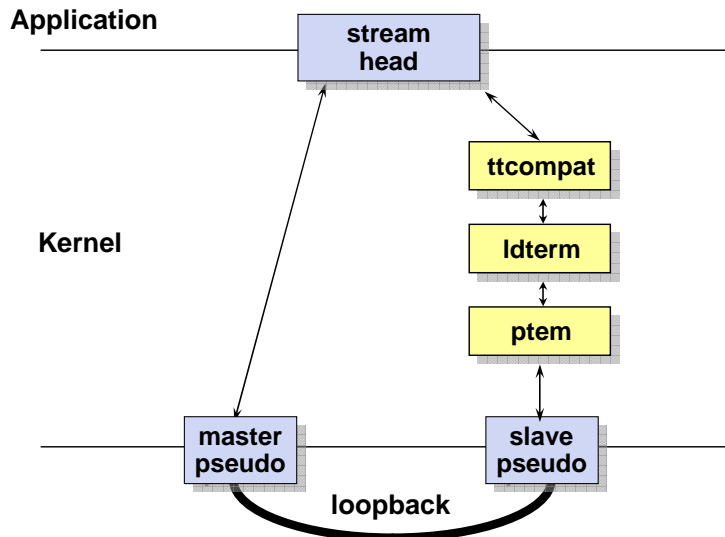 Application
stream
head
ttcompat
Kernel
ldterm
ptem
master
pseudo
slave
pseudo
loopback